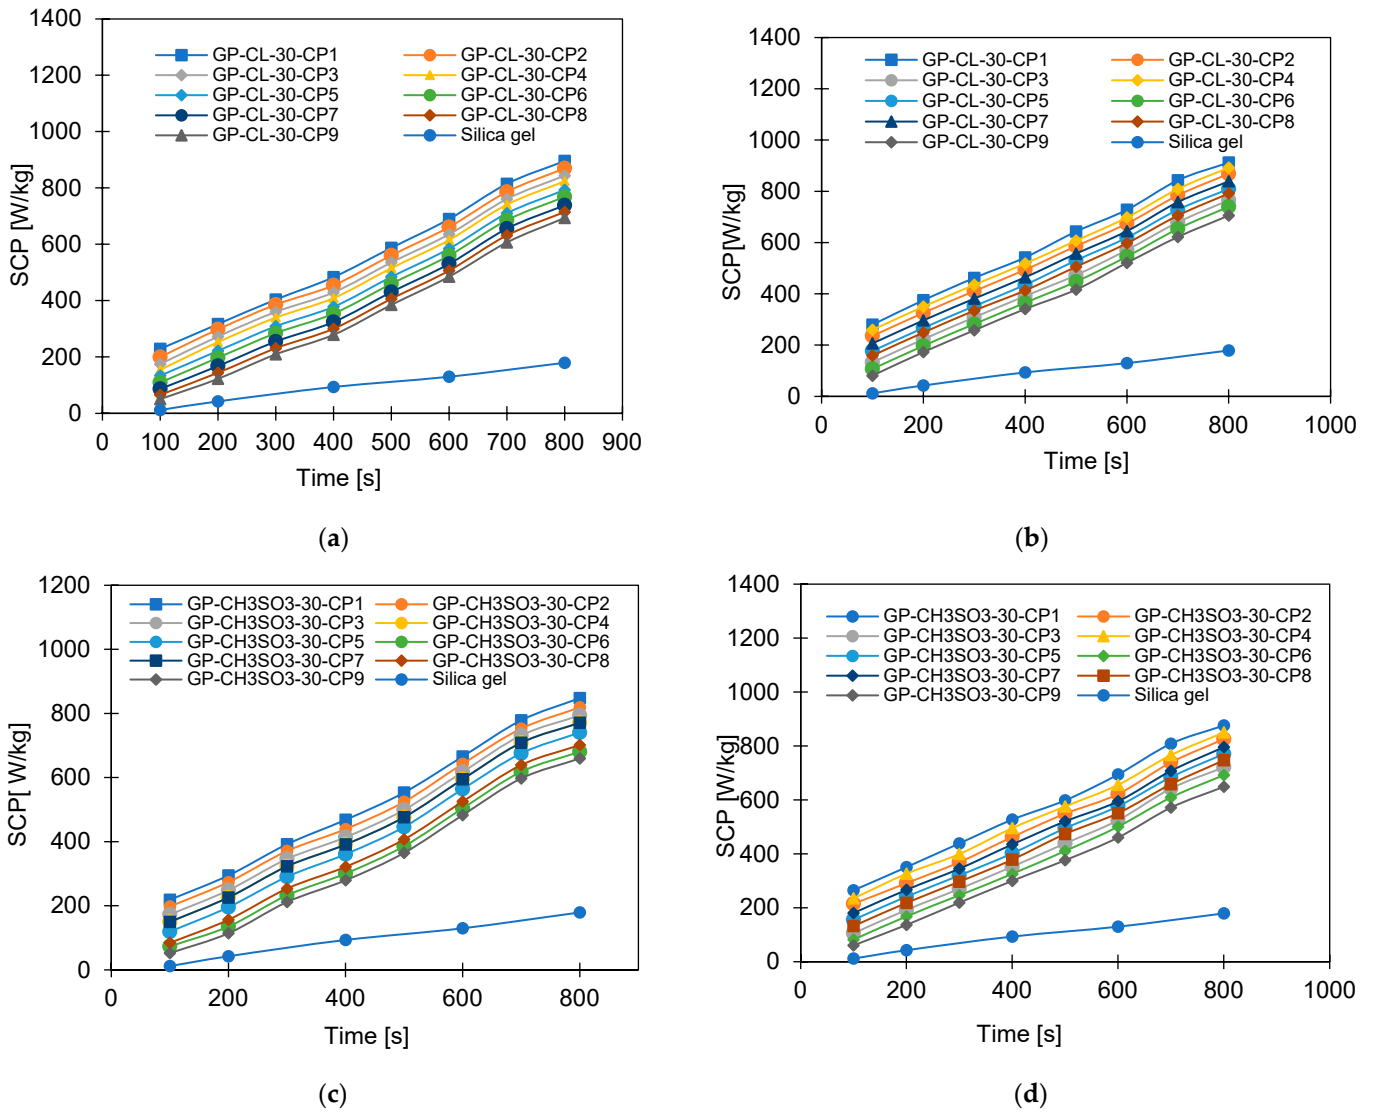 1400
1200
1000
800
600
400
200
0
SCP [W/kg]
GP-CL-30-CP1 GP-CL-30-CP2
GP-CL-30-CP3 GP-CL-30-CP4
GP-CL-30-CP5 GP-CL-30-CP6
GP-CL-30-CP7 GP-CL-30-CP8
GP-CL-30-CP9 Silica gel
0 100 200 300 400 500 600 700 800 900
Time [s]
(a)
1400
1200
1000
800
600
400
200
0
SCP[W/kg]
GP-CL-30-CP1 GP-CL-30-CP2
GP-CL-30-CP3 GP-CL-30-CP4
GP-CL-30-CP5 GP-CL-30-CP6
GP-CL-30-CP7 GP-CL-30-CP8
GP-CL-30-CP9 Silica gel
0 200 400 600 800 1000
Time [s]
(b)
1200
1000
800
600
400
200
0
SCP[ W/kg]
GP-CH3SO3-30-CP1 GP-CH3SO3-30-CP2
GP-CH3SO3-30-CP3 GP-CH3SO3-30-CP4
GP-CH3SO3-30-CP5 GP-CH3SO3-30-CP6
GP-CH3SO3-30-CP7 GP-CH3SO3-30-CP8
GP-CH3SO3-30-CP9 Silica gel
0 200 400 600 800
Time [s]
(c)
1400
1200
1000
800
600
400
200
0
SCP [W/kg]
GP-CH3SO3-30-CP1 GP-CH3SO3-30-CP2
GP-CH3SO3-30-CP3 GP-CH3SO3-30-CP4
GP-CH3SO3-30-CP5 GP-CH3SO3-30-CP6
GP-CH3SO3-30-CP7 GP-CH3SO3-30-CP8
GP-CH3SO3-30-CP9 Silica gel
0 200 400 600 800 1000
Time [s]
(d)